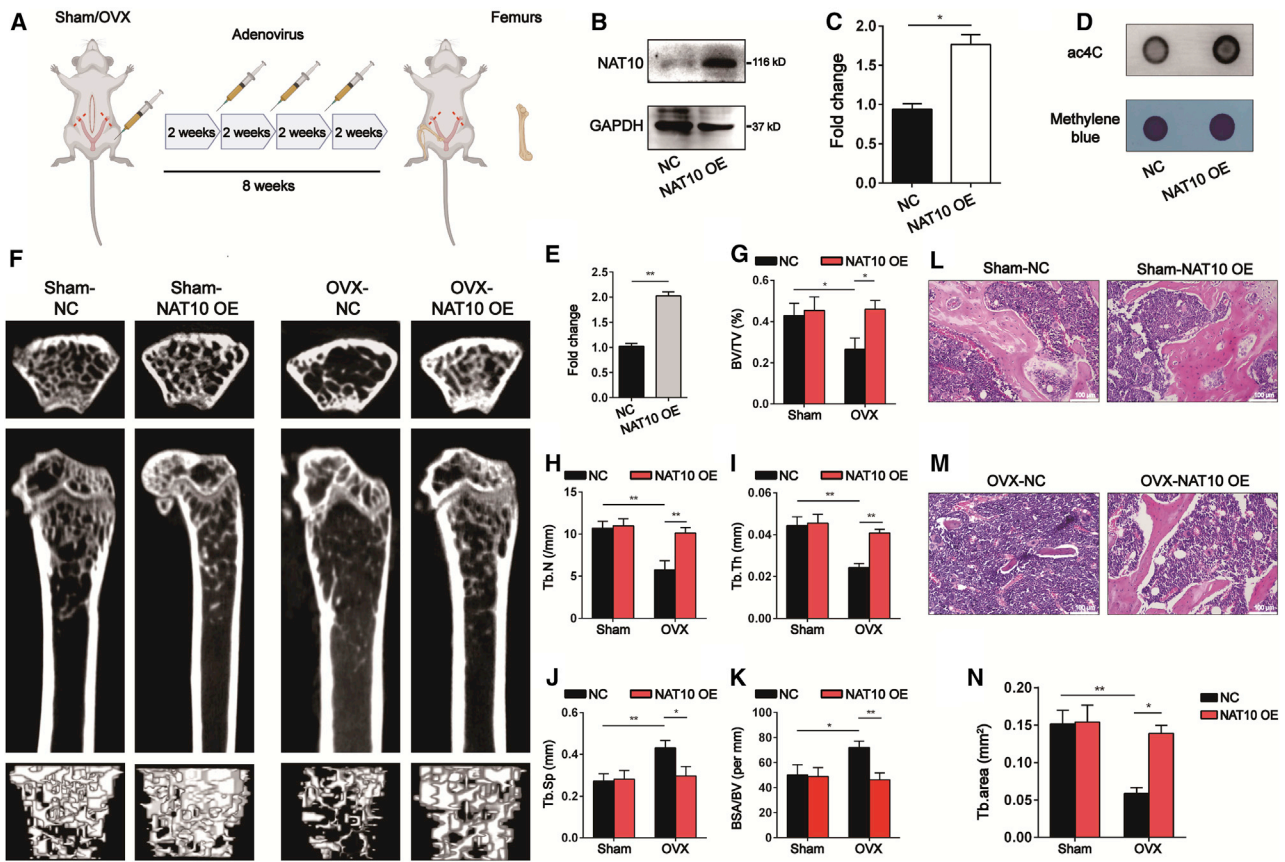 A
Sham/OVX
Adenovirus
Femurs
2 weeks
2 weeks
2 weeks
2 weeks
8 weeks
B
NAT10
116 kD
GAPDH
37 kD
NC
NAT10 OE
C
*
Fold change
2.0
1.5
1.0
0.5
0.0
NC
NAT10 OE
D
ac4C
Methylene
blue
NC
NAT10 OE
F
Sham-
NC
Sham-
NAT10 OE
OVX-
NC
OVX-
NAT10 OE
E
**
Fold change
2.5
2.0
1.5
1.0
0.5
0.0
NC
NAT10 OE
G
NC
NAT10 OE
BV/TV (%)
0.6
0.4
0.2
0.0
*
*
Sham
OVX
H
NC
NAT10 OE
Tb.N (/mm)
15
10
5
0
**
**
Sham
OVX
I
NC
NAT10 OE
Tb.Th (mm)
0.06
0.04
0.02
0.00
**
**
Sham
OVX
J
NC
NAT10 OE
Tb.Sp (mm)
0.6
0.4
0.2
0.0
**
*
Sham
OVX
K
NC
NAT10 OE
BSA/BV (per mm)
100
80
60
40
20
0
*
**
Sham
OVX
L
Sham-NC
Sham-NAT10 OE
100 μm
100 μm
M
OVX-NC
OVX-NAT10 OE
100 μm
100 μm
N
Tb.area (mm²)
0.20
0.15
0.10
0.05
0.00
**
*
NC
NAT10 OE
Sham
OVX